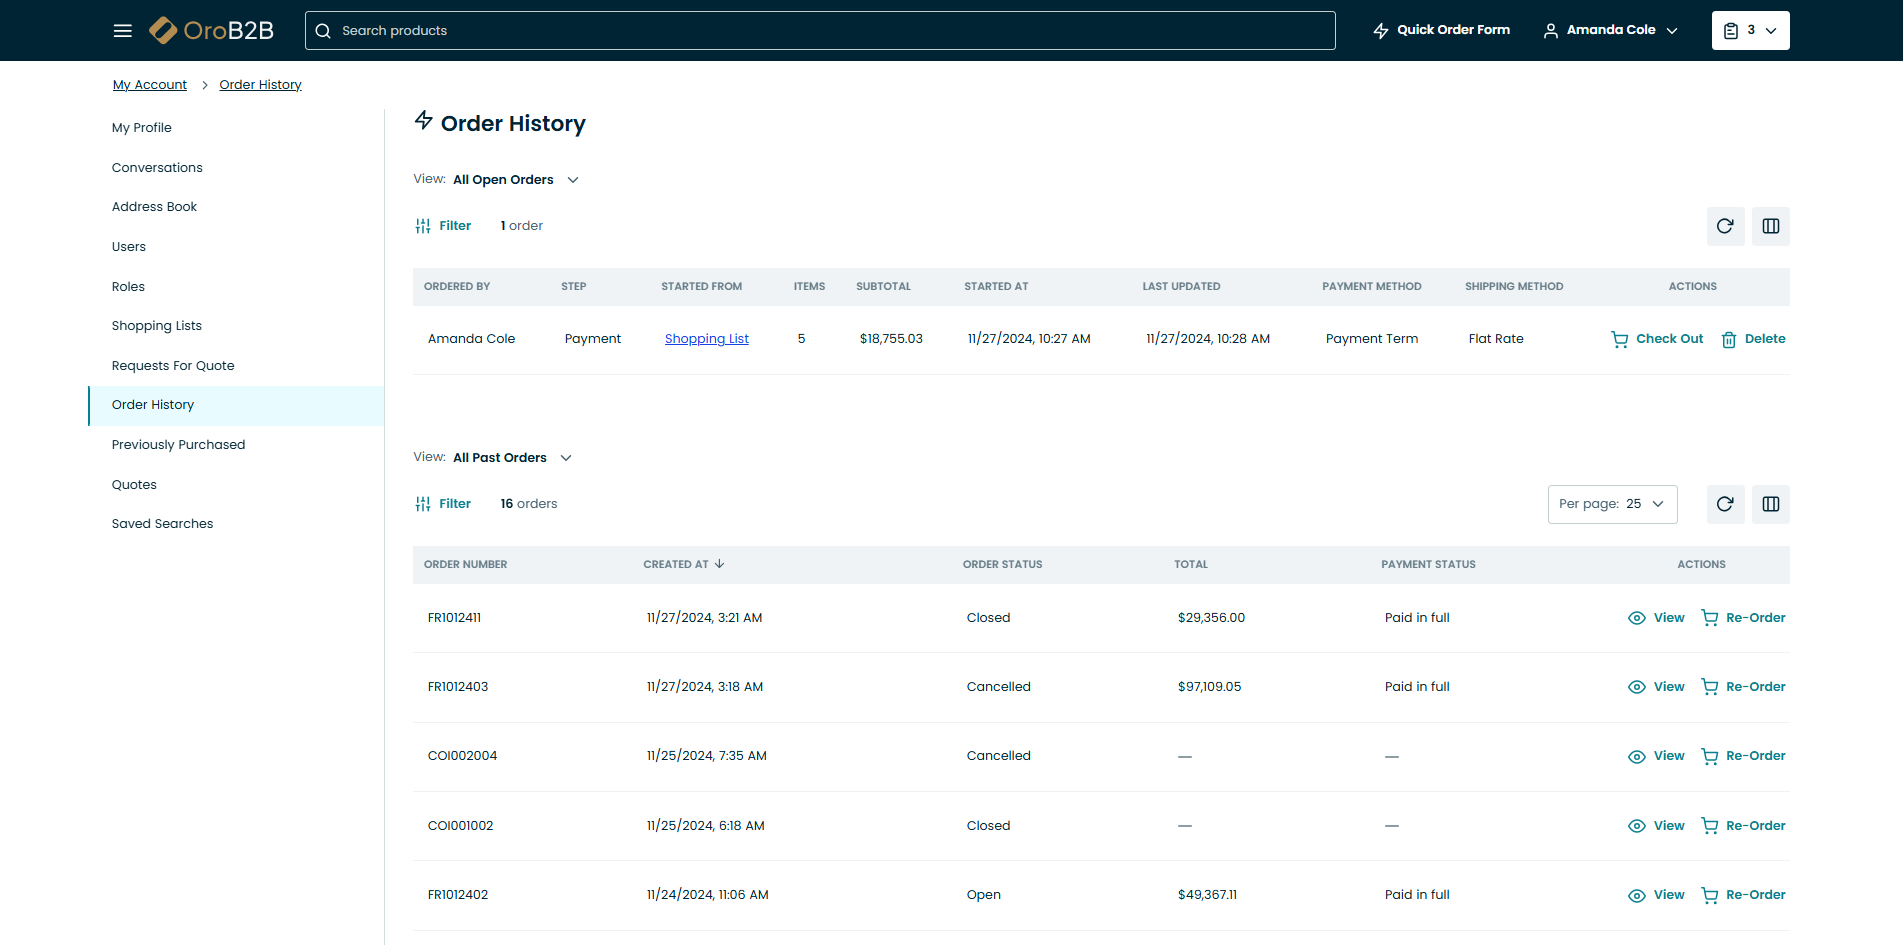 OroB2B Search products Quick Order Form Amanda Cole 3
My Account Order History
My Profile
Conversations
Address Book
Users
Roles
Shopping Lists
Requests For Quote
Order History
Previously Purchased
Quotes
Saved Searches
Order History
View: All Open Orders
Filter 1 order
ORDERED BY STEP STARTED FROM ITEMS SUBTOTAL STARTED AT LAST UPDATED PAYMENT METHOD SHIPPING METHOD ACTIONS
Amanda Cole Payment Shopping List 5 $18,755.03 11/27/2024, 10:27 AM 11/27/2024, 10:28 AM Payment Term Flat Rate Check Out Delete
View: All Past Orders
Filter 16 orders Per page: 25
ORDER NUMBER CREATED AT ORDER STATUS TOTAL PAYMENT STATUS ACTIONS
FR1012411 11/27/2024, 3:21 AM Closed $29,356.00 Paid in full View Re-Order
FR1012403 11/27/2024, 3:18 AM Cancelled $97,109.05 Paid in full View Re-Order
COI002004 11/25/2024, 7:35 AM Cancelled — — View Re-Order
COI001002 11/25/2024, 6:18 AM Closed — — View Re-Order
FR1012402 11/24/2024, 11:06 AM Open $49,367.11 Paid in full View Re-Order